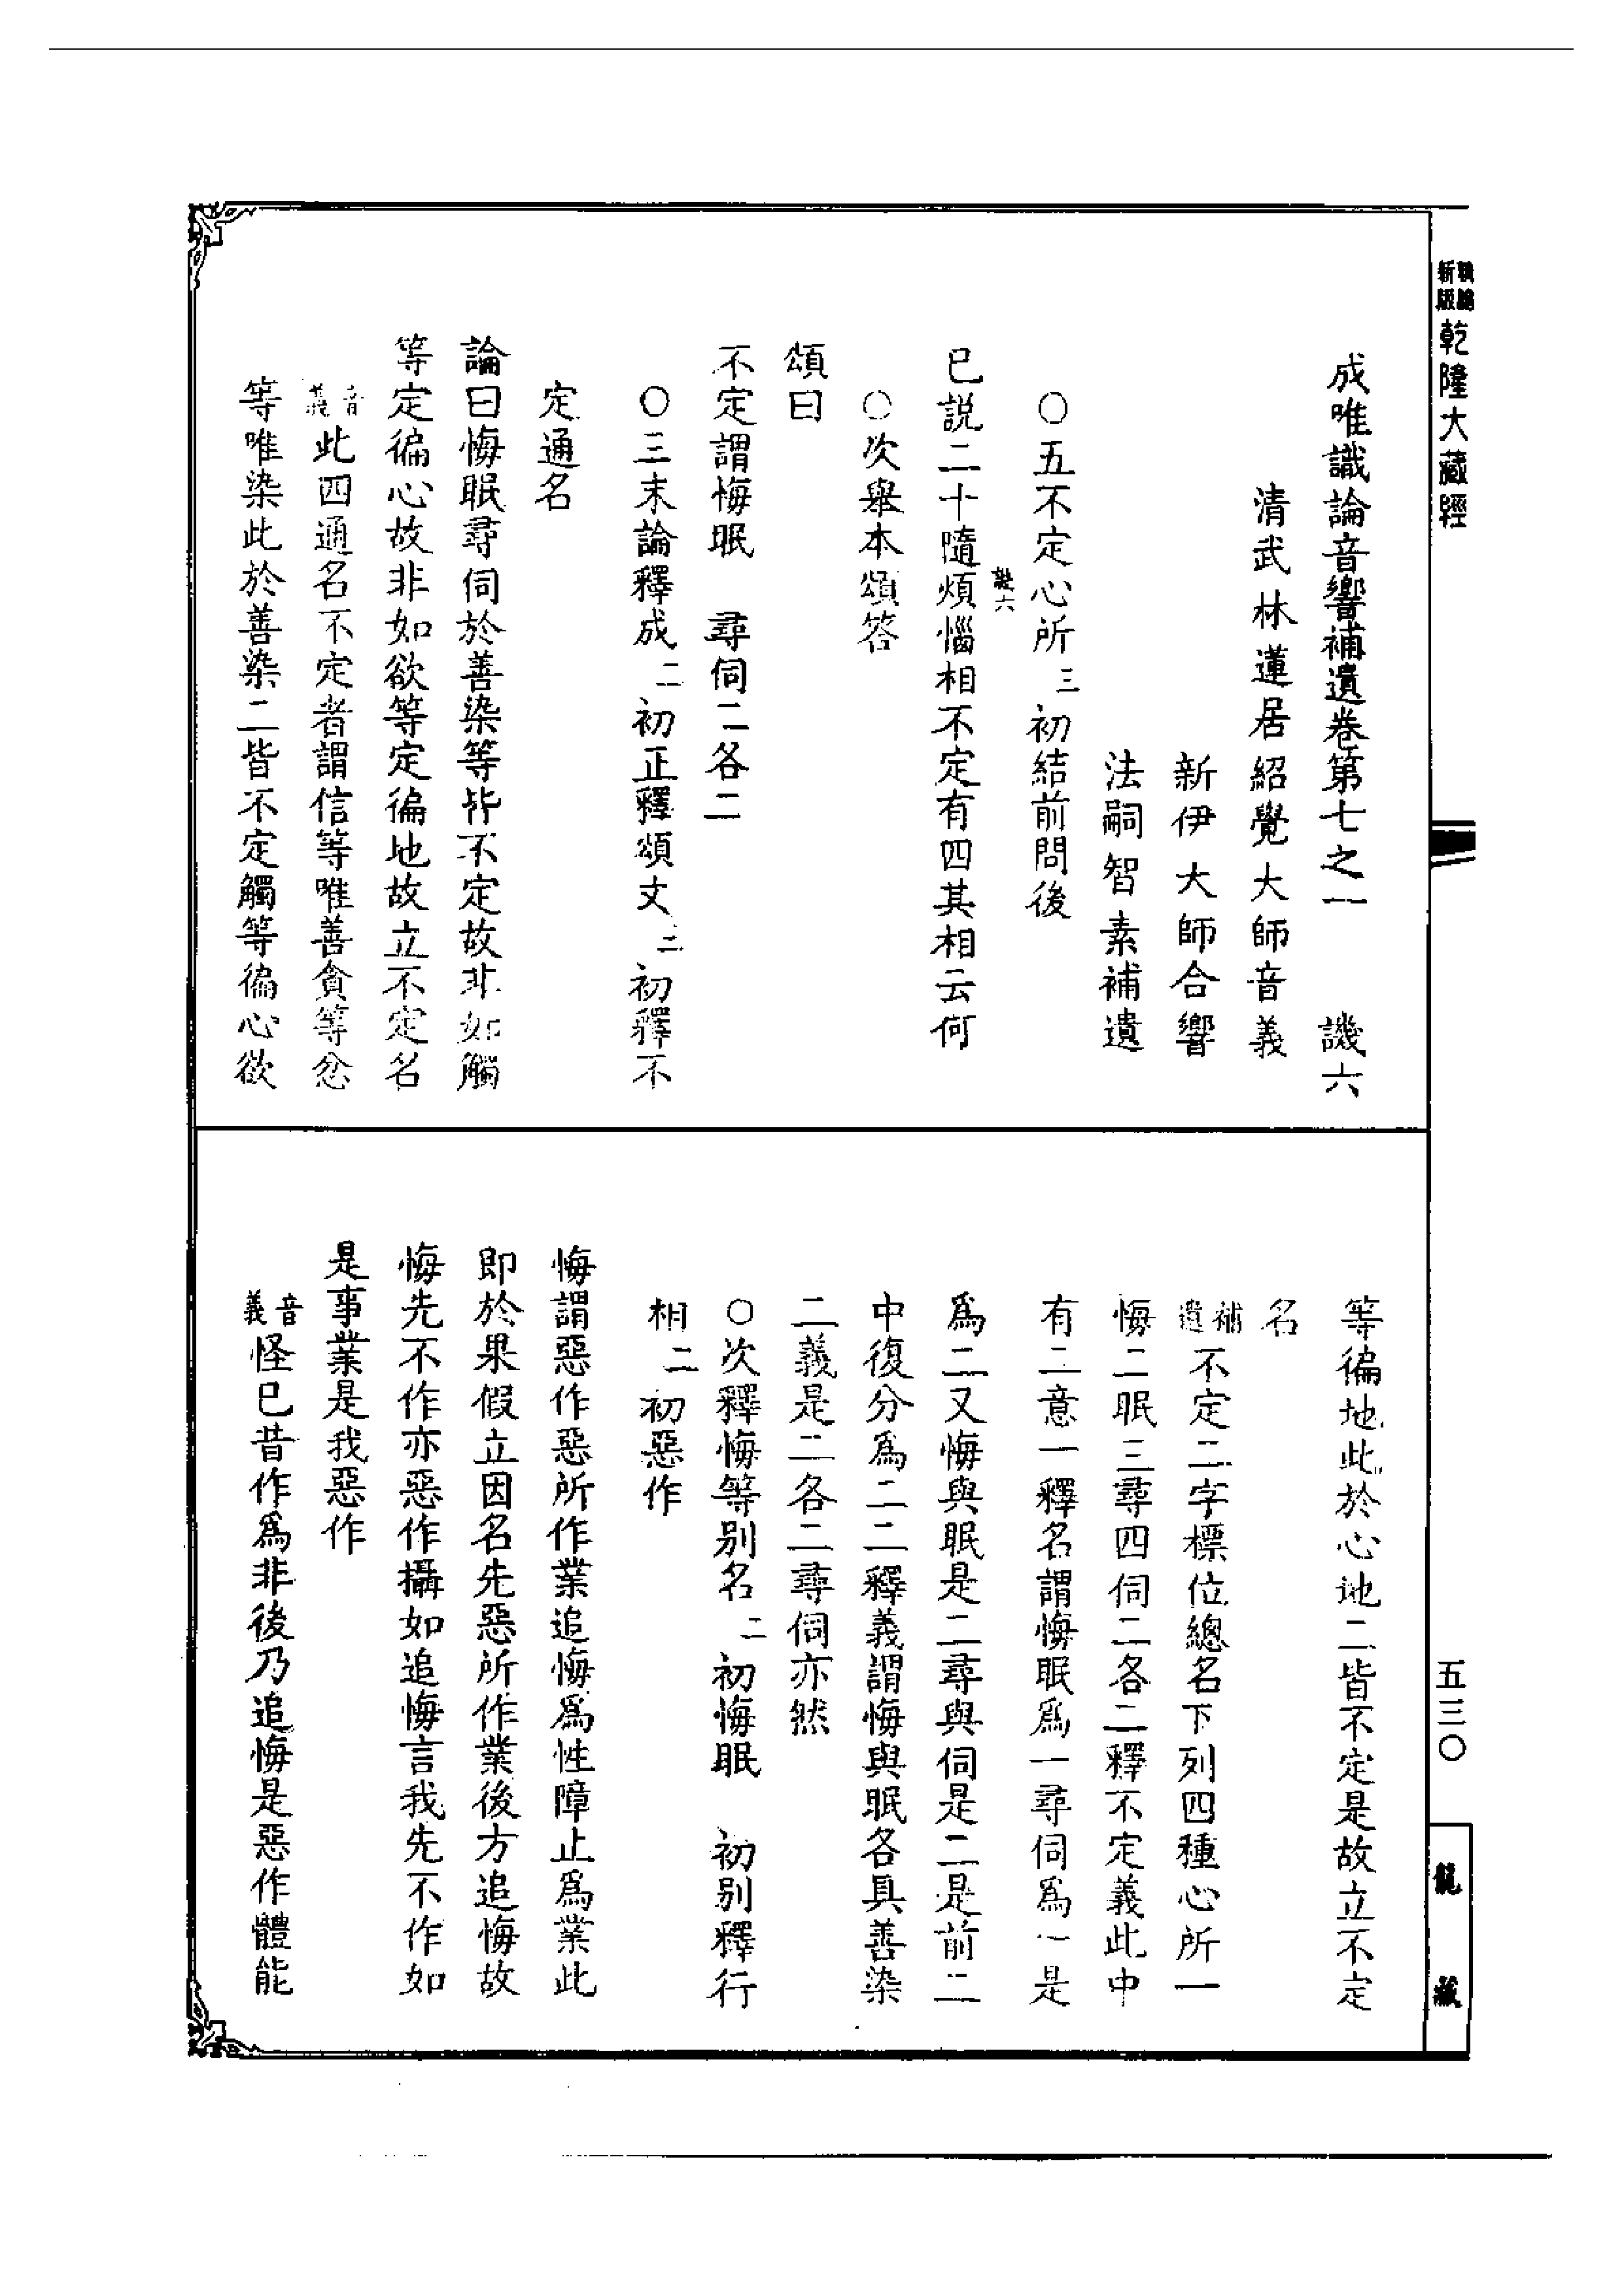 新版
乾隆大藏經
成唯識論音響補遺卷第七之一　譏六
清武林蓮居紹覺大師音義
新伊大師合響
法嗣智素補遺
○五不定心所三初結前問後
譏六
已説二十隨煩惱相不定有四其相云何
○次舉本頌答
頌曰
不定謂悔眠　尋伺二各二
○三末論釋成二初正釋頌文二初釋不
定通名
論曰悔眠尋伺於善染等皆不定故非如觸
等定徧心故非如欲等定徧地故立不定名
音義此四通名不定者謂信等唯善貪等忿
等唯染此於善染二皆不定觸等徧心欲
等徧地此於心地二皆不定是故立不定
名
補遺不定二字標位總名下列四種心所一
悔二眠三尋四伺二各二釋不定義此中
有二意一釋名謂悔眠爲一尋伺爲一是
爲二又悔與眠是二尋與伺是二是前二
中復分爲二二釋義謂悔與眠各具善染
二義是二各二尋伺亦然
○次釋悔等別名二初悔眠　初別釋行
相二初惡作
悔謂惡作惡所作業追悔爲性障止爲業此
即於果假立因名先惡所作業後方追悔故
悔先不作亦惡作攝如追悔言我先不作如
是事業是我惡作
音義怪已昔作爲非後乃追悔是惡作體能
五三〇
龍藏